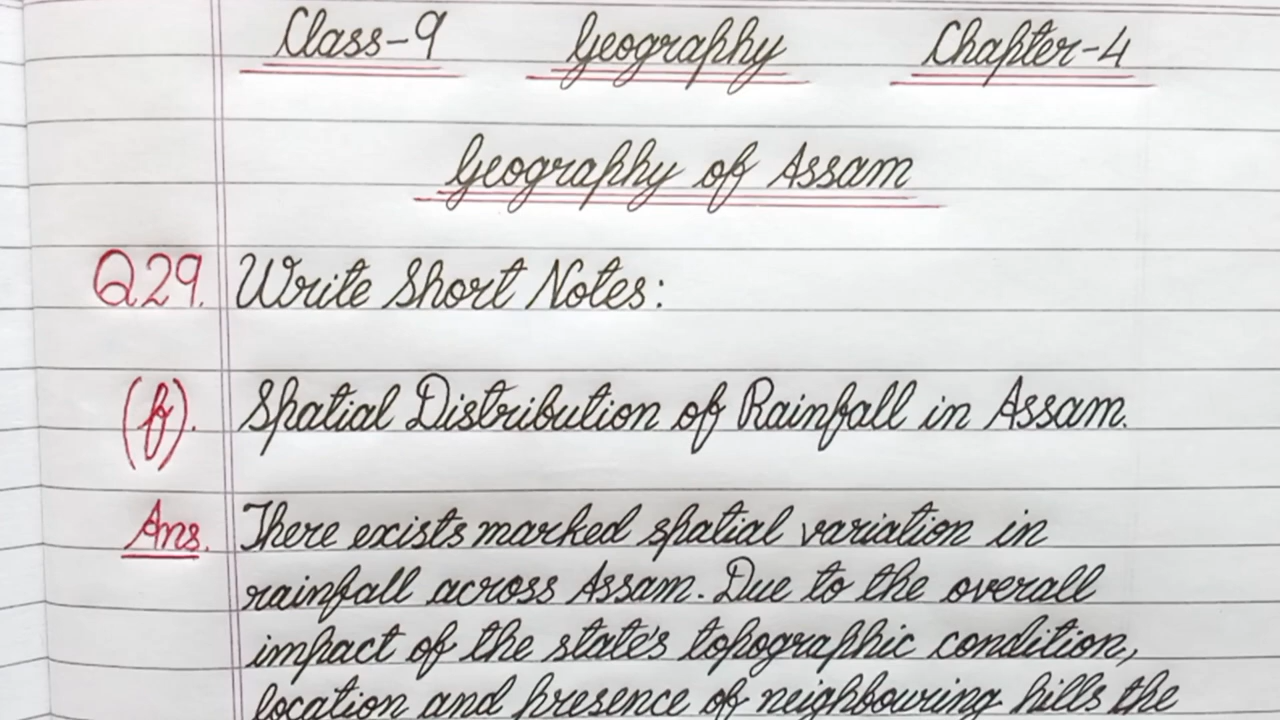 Class-9 Geography Chapter-4
Geography of Assam
Q.29. Write Short Notes:
(f). Spatial Distribution of Rainfall in Assam.
Ans. There exists marked spatial variation in
rainfall across Assam. Due to the overall
impact of the state's topographic condition,
location and presence of neighbouring hills the